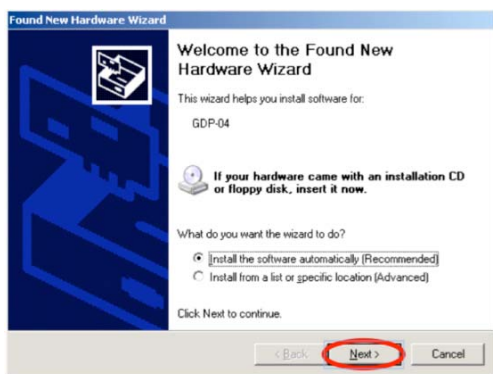 Found New Hardware Wizard
Welcome to the Found New
Hardware Wizard
This wizard helps you install software for:
GDP-04
If your hardware came with an installation CD
or floppy disk, insert it now.
What do you want the wizard to do?
Install the software automatically (Recommended)
Install from a list or specific location (Advanced)
Click Next to continue.
< Back Next > Cancel